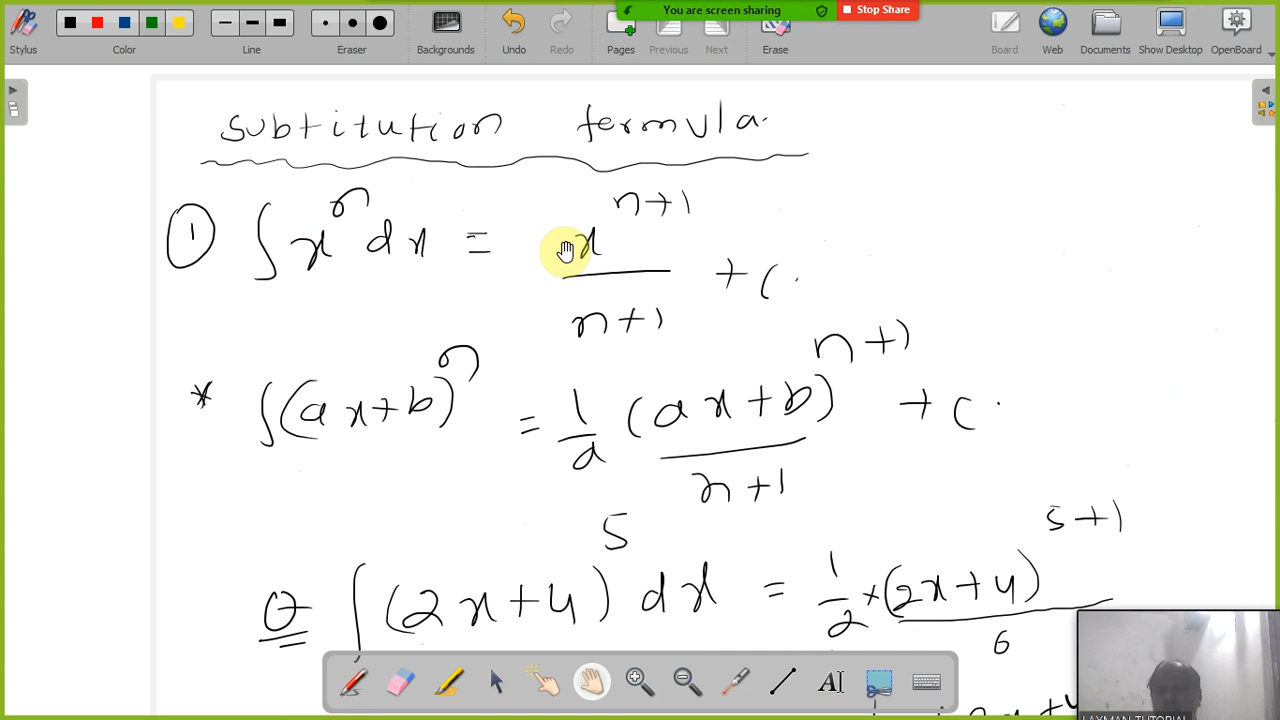 You are screen sharing Stop Share
Stylus Color Line Eraser Backgrounds Undo Redo Pages Previous Next Erase Board Web Documents Show Desktop OpenBoard
subtitution formula.
① ∫ x^n dx = x^(n+1) / (n+1) + c.
* ∫(ax+b)^n = 1/a (ax+b)^(n+1) / (n+1) + c.
Q ∫ (2x+4)^5 dx = 1/2 × (2x+4)^(5+1) / 6
LAXMAN TUTORIAL